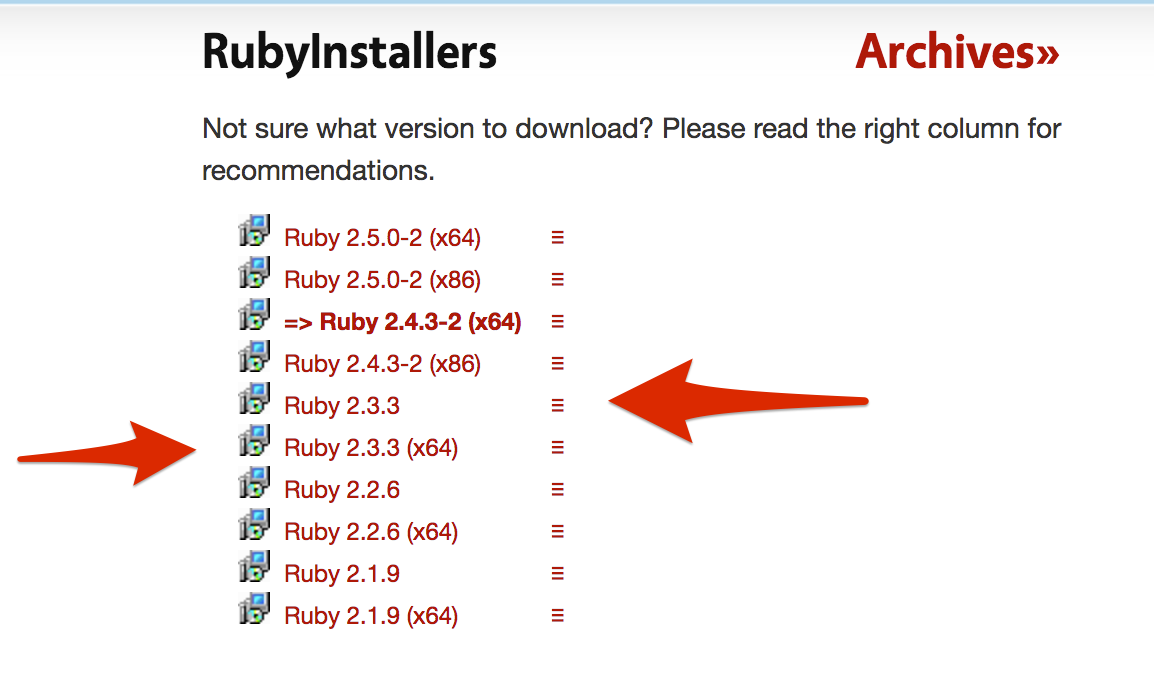 RubyInstallers
Archives»
Not sure what version to download? Please read the right column for
recommendations.
Ruby 2.5.0-2 (x64) ≡
Ruby 2.5.0-2 (x86) ≡
=> Ruby 2.4.3-2 (x64) ≡
Ruby 2.4.3-2 (x86) ≡
Ruby 2.3.3 ≡
Ruby 2.3.3 (x64) ≡
Ruby 2.2.6 ≡
Ruby 2.2.6 (x64) ≡
Ruby 2.1.9 ≡
Ruby 2.1.9 (x64) ≡